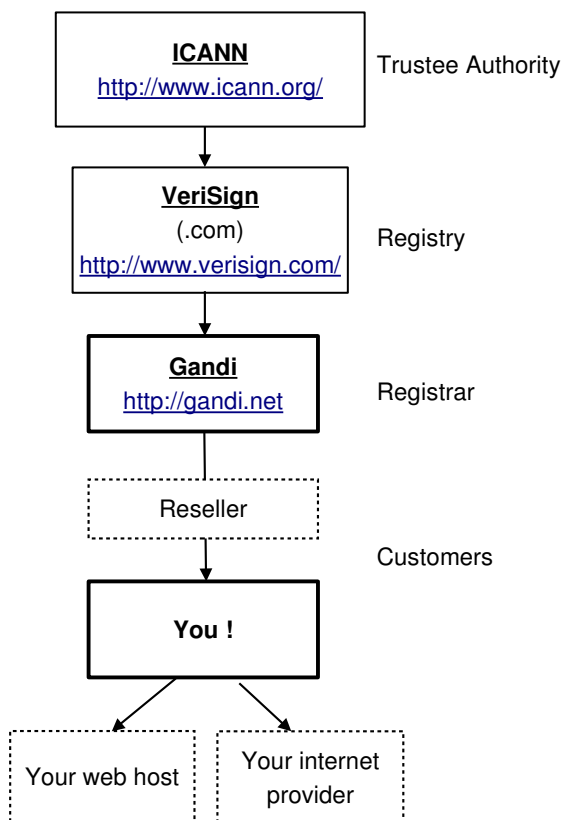 ICANN
http://www.icann.org/
Trustee Authority
VeriSign
(.com)
http://www.verisign.com/
Registry
Gandi
http://gandi.net
Registrar
Reseller
Customers
You !
Your web host
Your internet
provider